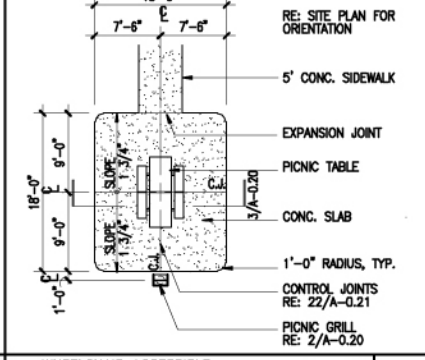 ℄
7'-6" 7'-6"
RE: SITE PLAN FOR
ORIENTATION
5' CONC. SIDEWALK
EXPANSION JOINT
PICNIC TABLE
CONC. SLAB
1'-0" RADIUS, TYP.
CONTROL JOINTS
RE: 22/A-0.21
PICNIC GRILL
RE: 2/A-0.20
18'-0"
9'-0"
9'-0"
1'-0"
℄
℄
SLOPE
1 3/4"
SLOPE
1 3/4"
C.J.
C.J.
3/A-0.20